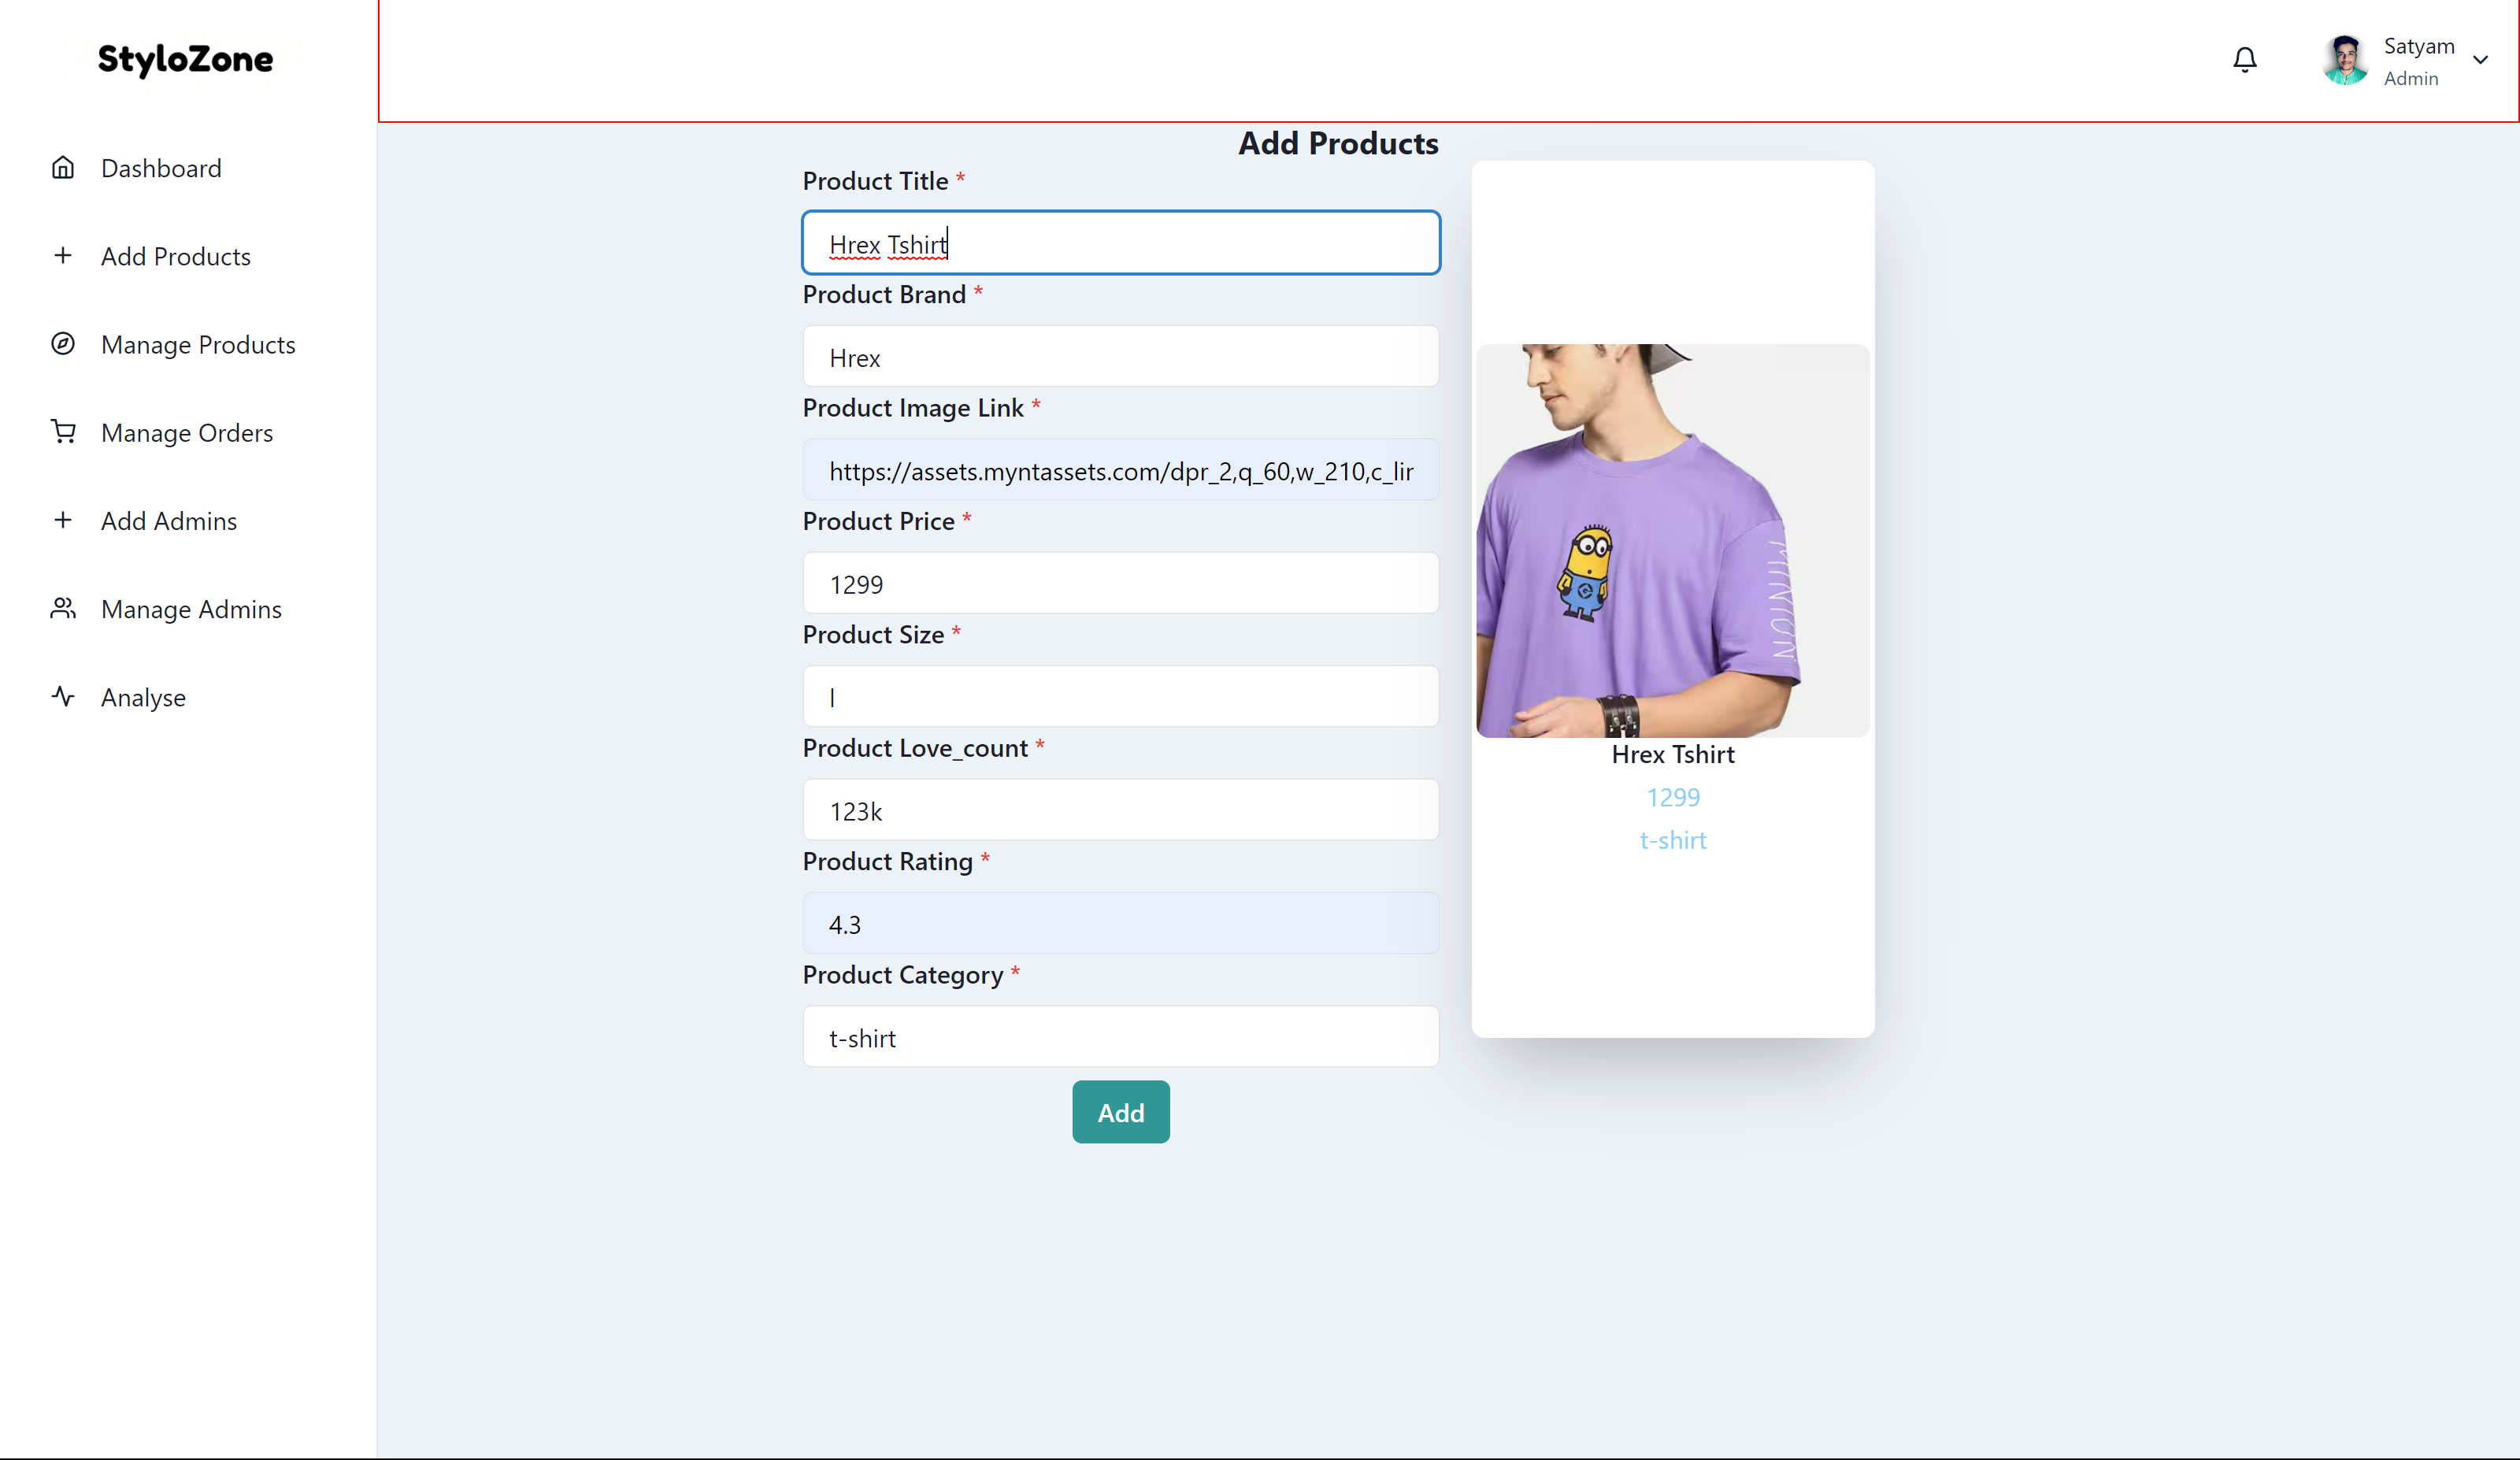 StyloZone
Satyam
Admin
Dashboard
Add Products
Manage Products
Manage Orders
Add Admins
Manage Admins
Analyse
Add Products
Product Title *
Hrex Tshirt
Product Brand *
Hrex
Product Image Link *
https://assets.myntassets.com/dpr_2,q_60,w_210,c_lir
Product Price *
1299
Product Size *
l
Product Love_count *
123k
Product Rating *
4.3
Product Category *
t-shirt
Add
MINION
Hrex Tshirt
1299
t-shirt